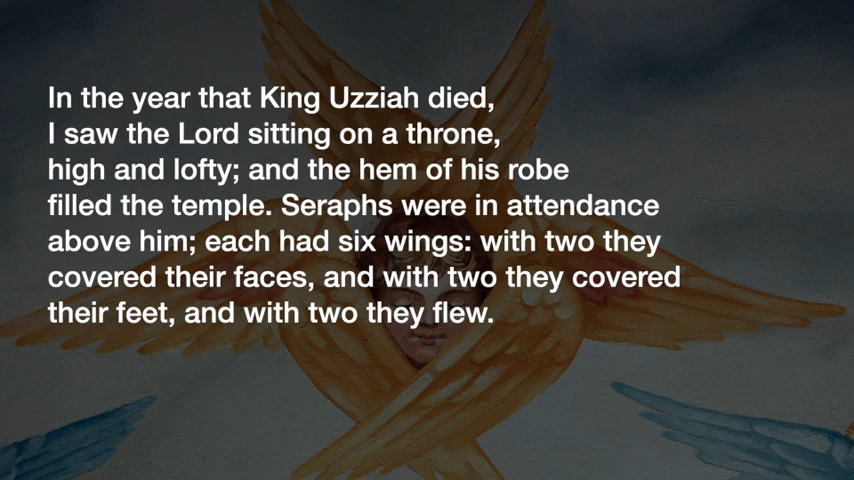 In the year that King Uzziah died,
I saw the Lord sitting on a throne,
high and lofty; and the hem of his robe
filled the temple. Seraphs were in attendance
above him; each had six wings: with two they
covered their faces, and with two they covered
their feet, and with two they flew.